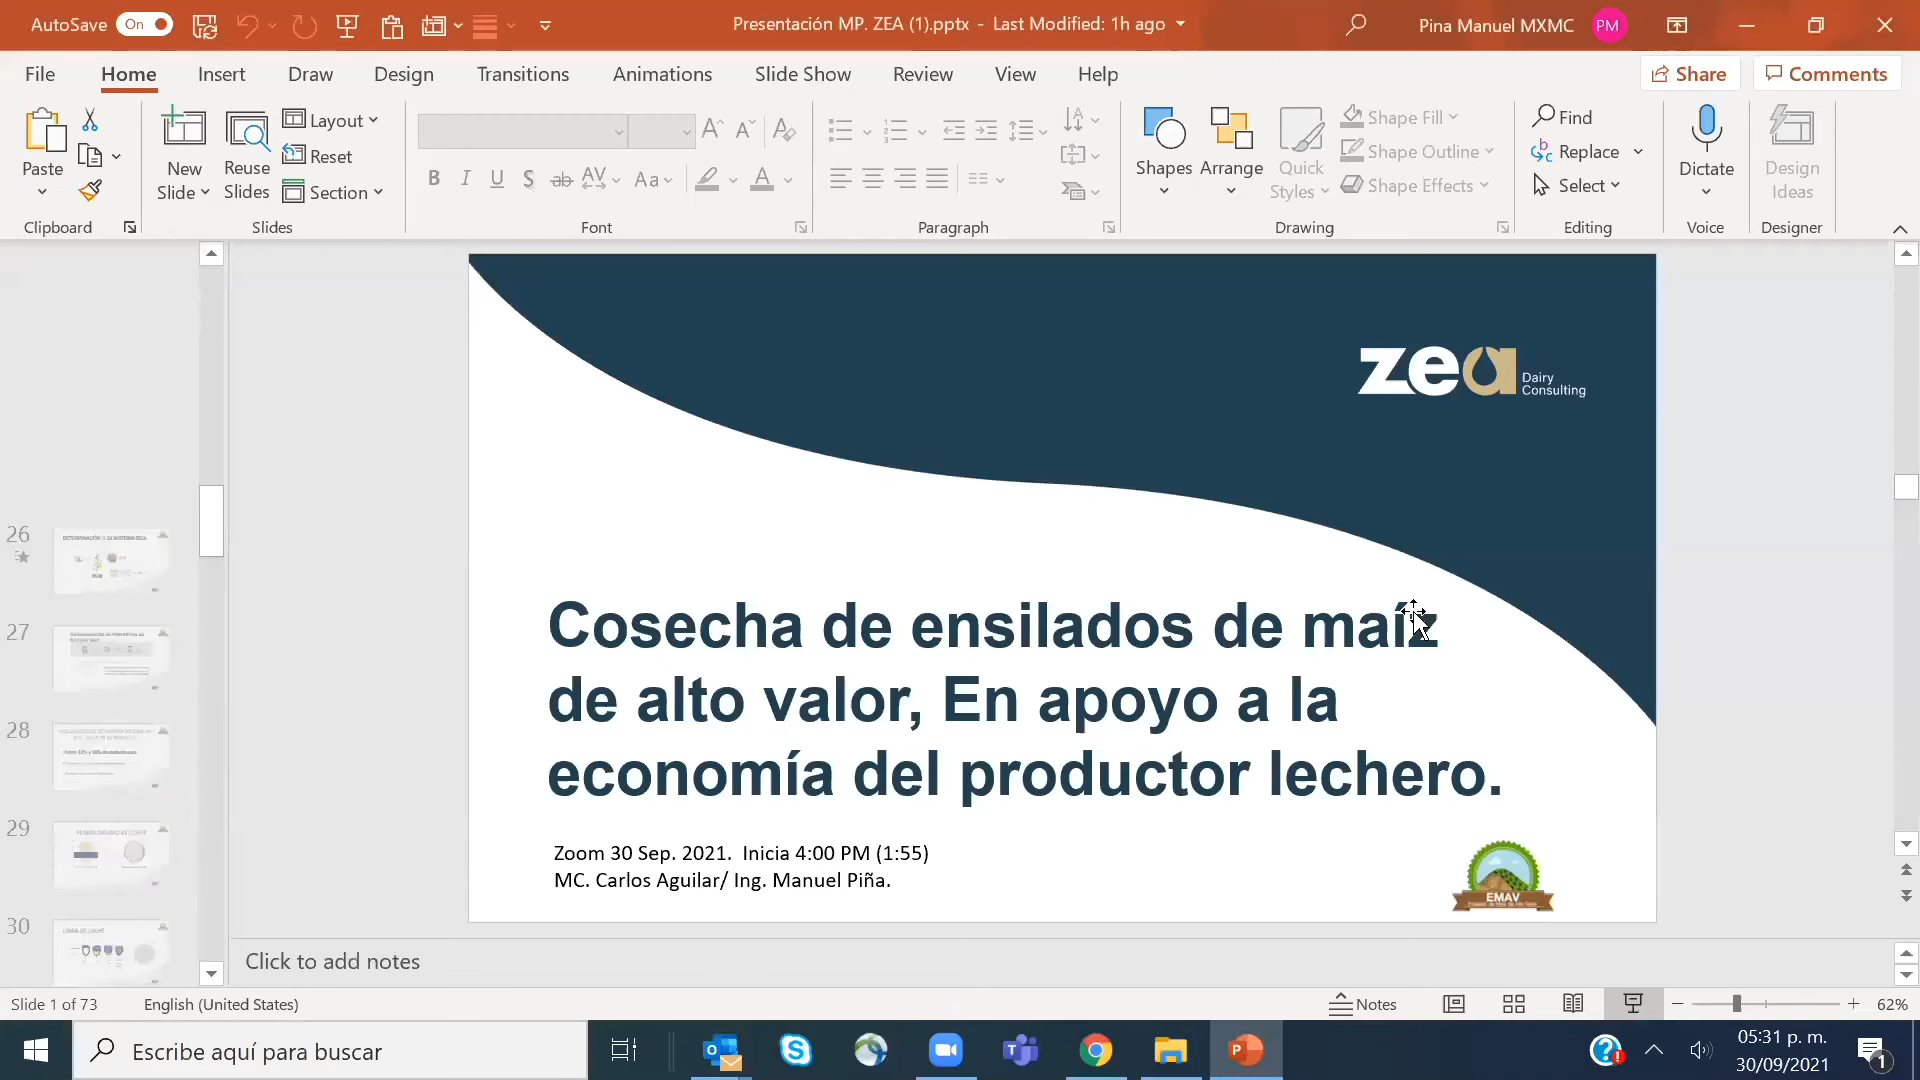 AutoSave On Presentación MP. ZEA (1).pptx - Last Modified: 1h ago Pina Manuel MXMC PM
File Home Insert Draw Design Transitions Animations Slide Show Review View Help Share Comments
Paste
New Slide
Reuse Slides
Layout
Reset
Section
B I U S ab AV Aa A
Shapes
Arrange
Quick Styles
Shape Fill
Shape Outline
Shape Effects
Find
Replace
Select
Dictate
Design Ideas
Clipboard Slides Font Paragraph Drawing Editing Voice Designer
26
27
28
29
30
zea Dairy
Consulting
Cosecha de ensilados de maíz
de alto valor, En apoyo a la
economía del productor lechero.
Zoom 30 Sep. 2021. Inicia 4:00 PM (1:55)
MC. Carlos Aguilar/ Ing. Manuel Piña.
EMAV
Click to add notes
Slide 1 of 73 English (United States) Notes 62%
Escribe aquí para buscar
05:31 p. m.
30/09/2021
1